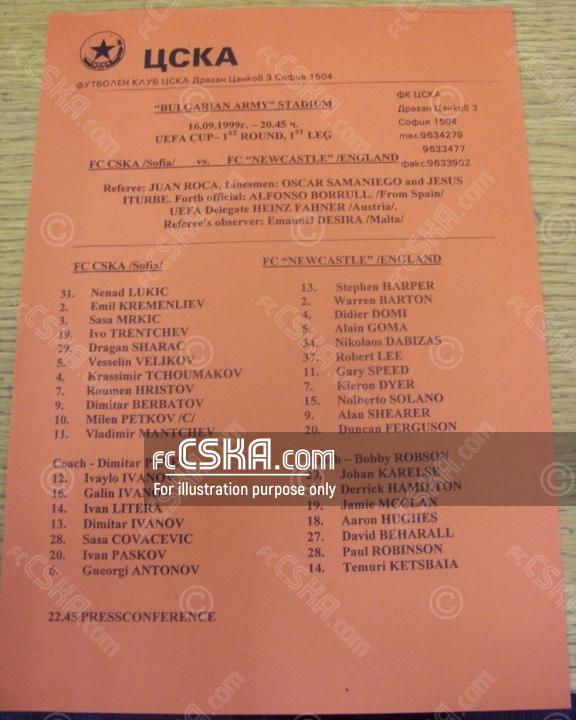 ЦСКА
ФУТБОЛЕН КЛУБ ЦСКА Драган Цанков 3 София 1504
"BULGARIAN ARMY" STADIUM
16.09.1999г. – 20.45 ч.
UEFA CUP– 1ST ROUND, 1ST LEG
ФК ЦСКА
Драган Цанков 3
София 1504
тел:9634279
9633477
факс:9633902
FC CSKA /Sofia/ vs. FC "NEWCASTLE" /ENGLAND
Referee: JUAN ROCA, Linesmen: OSCAR SAMANIEGO and JESUS
ITURBE. Forth official: ALFONSO BORRULL. /From Spain/
UEFA Delegate HEINZ FAHNER /Austria/.
Referee's observer: Emanuel DESIRA /Malta/
FC CSKA /Sofia/
31. Nenad LUKIC
2. Emil KREMENLIEV
3. Sasa MRKIC
19. Ivo TRENTCHEV
29. Dragan SHARAC
5. Vesselin VELIKOV
4. Krassimir TCHOUMAKOV
7. Roumen HRISTOV
9. Dimitar BERBATOV
10. Milen PETKOV /C/
11. Vladimir MANTCHEV
Coach - Dimitar
12. Ivaylo IVANOV
16. Galin IVANOV
14. Ivan LITERA
13. Dimitar IVANOV
28. Sasa COVACEVIC
20. Ivan PASKOV
6. Gueorgi ANTONOV
FC "NEWCASTLE" /ENGLAND
13. Stephen HARPER
2. Warren BARTON
4. Didier DOMI
5. Alain GOMA
34. Nikolaos DABIZAS
37. Robert LEE
11. Gary SPEED
7. Kieron DYER
15. Nolberto SOLANO
9. Alan SHEARER
20. Duncan FERGUSON
– Bobby ROBSON
29. Johan KARELSE
Derrick HAMILTON
19. Jamie MCCLAN
18. Aaron HUGHES
27. David BEHARALL
28. Paul ROBINSON
14. Temuri KETSBAIA
22.45 PRESSCONFERENCE
fcCSKA.com
For illustration purpose only